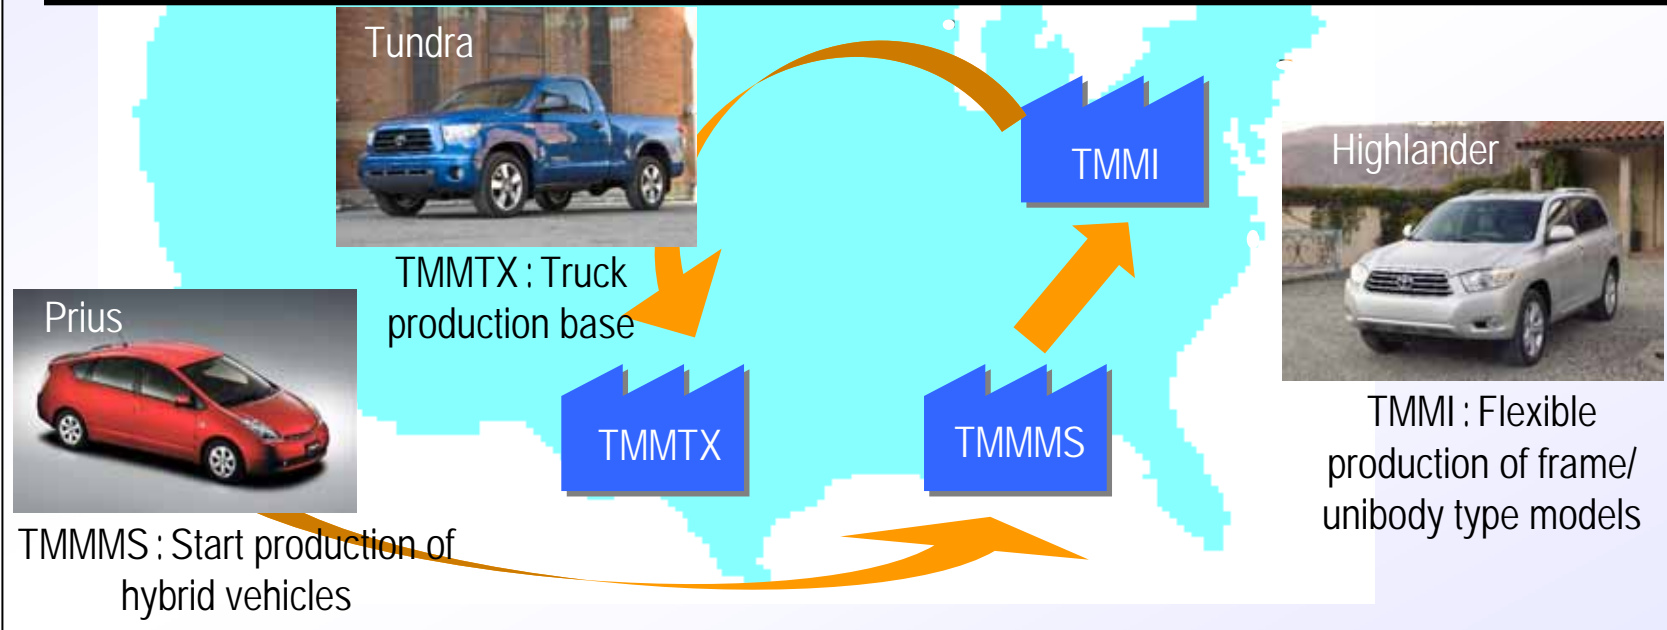 Tundra
TMMTX : Truck
production base
Prius
TMMMS : Start production of
hybrid vehicles
TMMI
TMMTX
TMMMS
Highlander
TMMI : Flexible
production of frame/
unibody type models